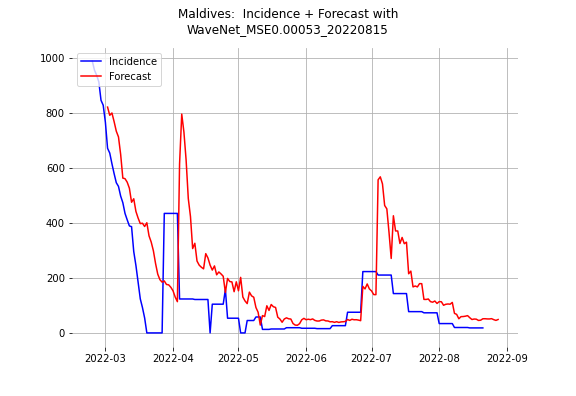 Maldives:  Incidence + Forecast with
WaveNet_MSE0.00053_20220815
Incidence
Forecast
1000
800
600
400
200
0
2022-03 2022-04 2022-05 2022-06 2022-07 2022-08 2022-09